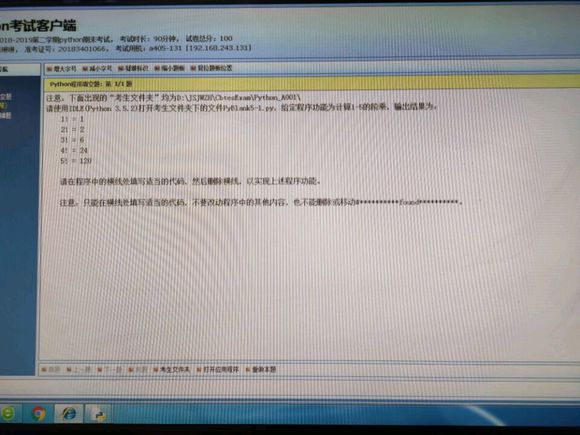 on考试客户端
018-2019第二学期python期末考试, 考试时长: 90分钟, 试卷总分: 100
准考证号: 20183401066, 考试用机: a405-131 [192.168.243.131]
增大字号 减小字号 疑难标识 缩小题板 复位题板位置
Python程序填空题: 第 1/1 题
注意: 下面出现的“考生文件夹”均为D:\JSJWZH\CbtesExam\Python_A001\
请使用IDLE(Python 3.5.2)打开考生文件夹下的文件PyBlank5-1.py, 给定程序功能为计算1-5的阶乘, 输出结果为:
1! = 1
2! = 2
3! = 6
4! = 24
5! = 120
请在程序中的横线处填写适当的代码, 然后删除横线, 以实现上述程序功能。
注意: 只能在横线处填写适当的代码, 不要改动程序中的其他内容, 也不能删除或移动#**********found**********。
首题 上一题 下一题 末题 考生文件夹 打开应用程序 重做本题